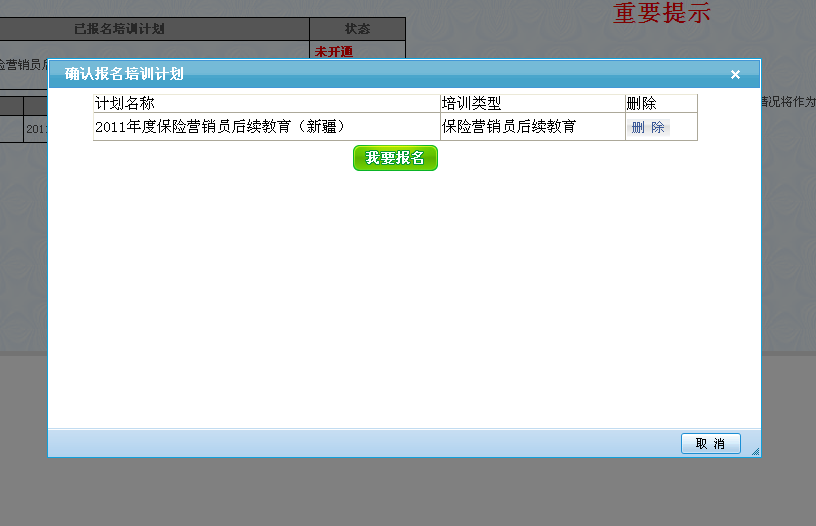 重要提示
已报名培训计划 状态
未开通
险营销员
确认报名培训计划 ×
情况将作为
计划名称 培训类型 删除
2011年度保险营销员后续教育（新疆） 保险营销员后续教育 删 除
201
我要报名
取 消